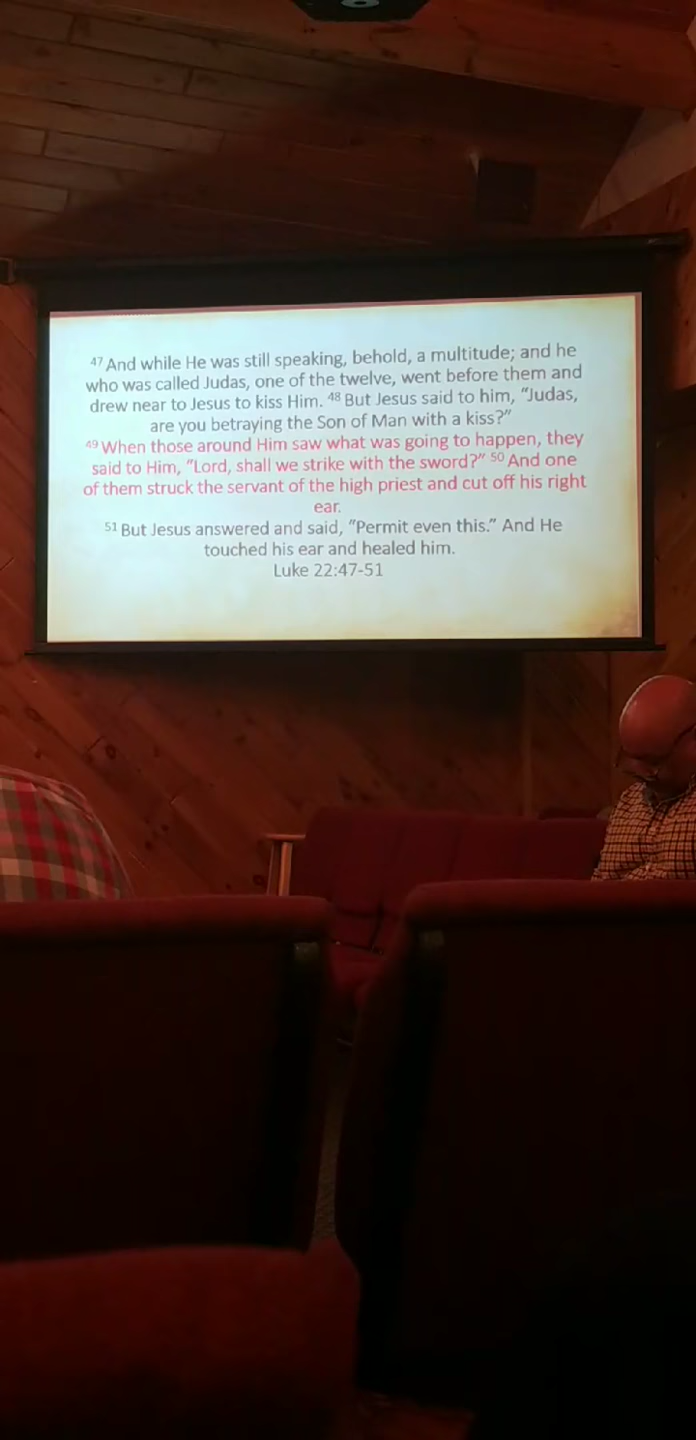 ⁴⁷ And while He was still speaking, behold, a multitude; and he
who was called Judas, one of the twelve, went before them and
drew near to Jesus to kiss Him. ⁴⁸ But Jesus said to him, "Judas,
are you betraying the Son of Man with a kiss?"
⁴⁹ When those around Him saw what was going to happen, they
said to Him, "Lord, shall we strike with the sword?" ⁵⁰ And one
of them struck the servant of the high priest and cut off his right
ear.
⁵¹ But Jesus answered and said, "Permit even this." And He
touched his ear and healed him.
Luke 22:47-51